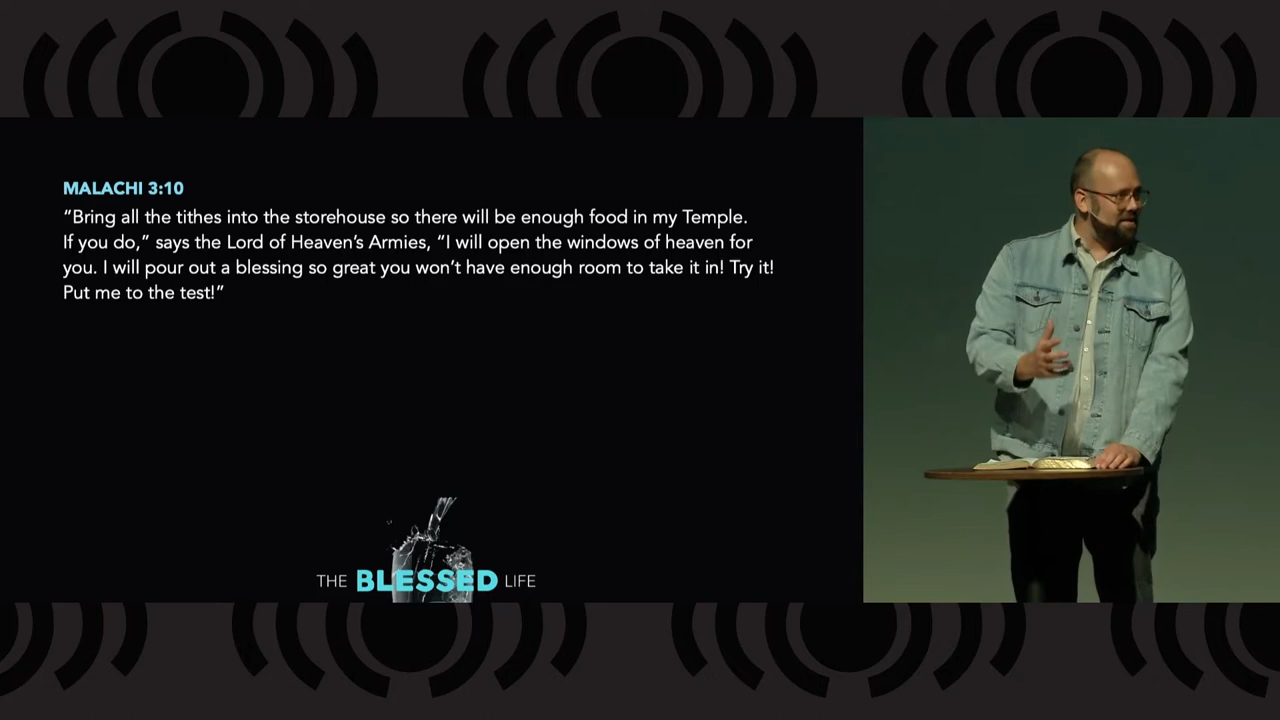 MALACHI 3:10
“Bring all the tithes into the storehouse so there will be enough food in my Temple.
If you do,” says the Lord of Heaven’s Armies, “I will open the windows of heaven for
you. I will pour out a blessing so great you won’t have enough room to take it in! Try it!
Put me to the test!”
THE BLESSED LIFE